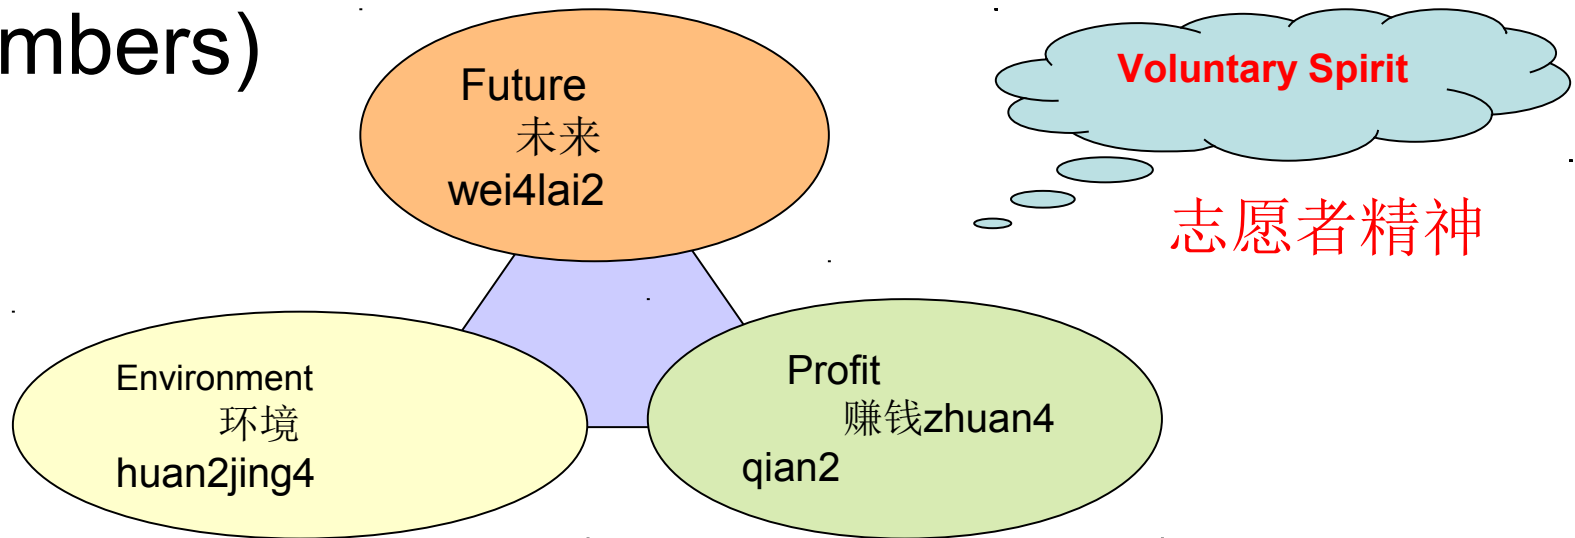 mbers)
Future
未来
wei4lai2
Voluntary Spirit
志愿者精神
Environment
环境
huan2jing4
Profit
赚钱zhuan4
qian2